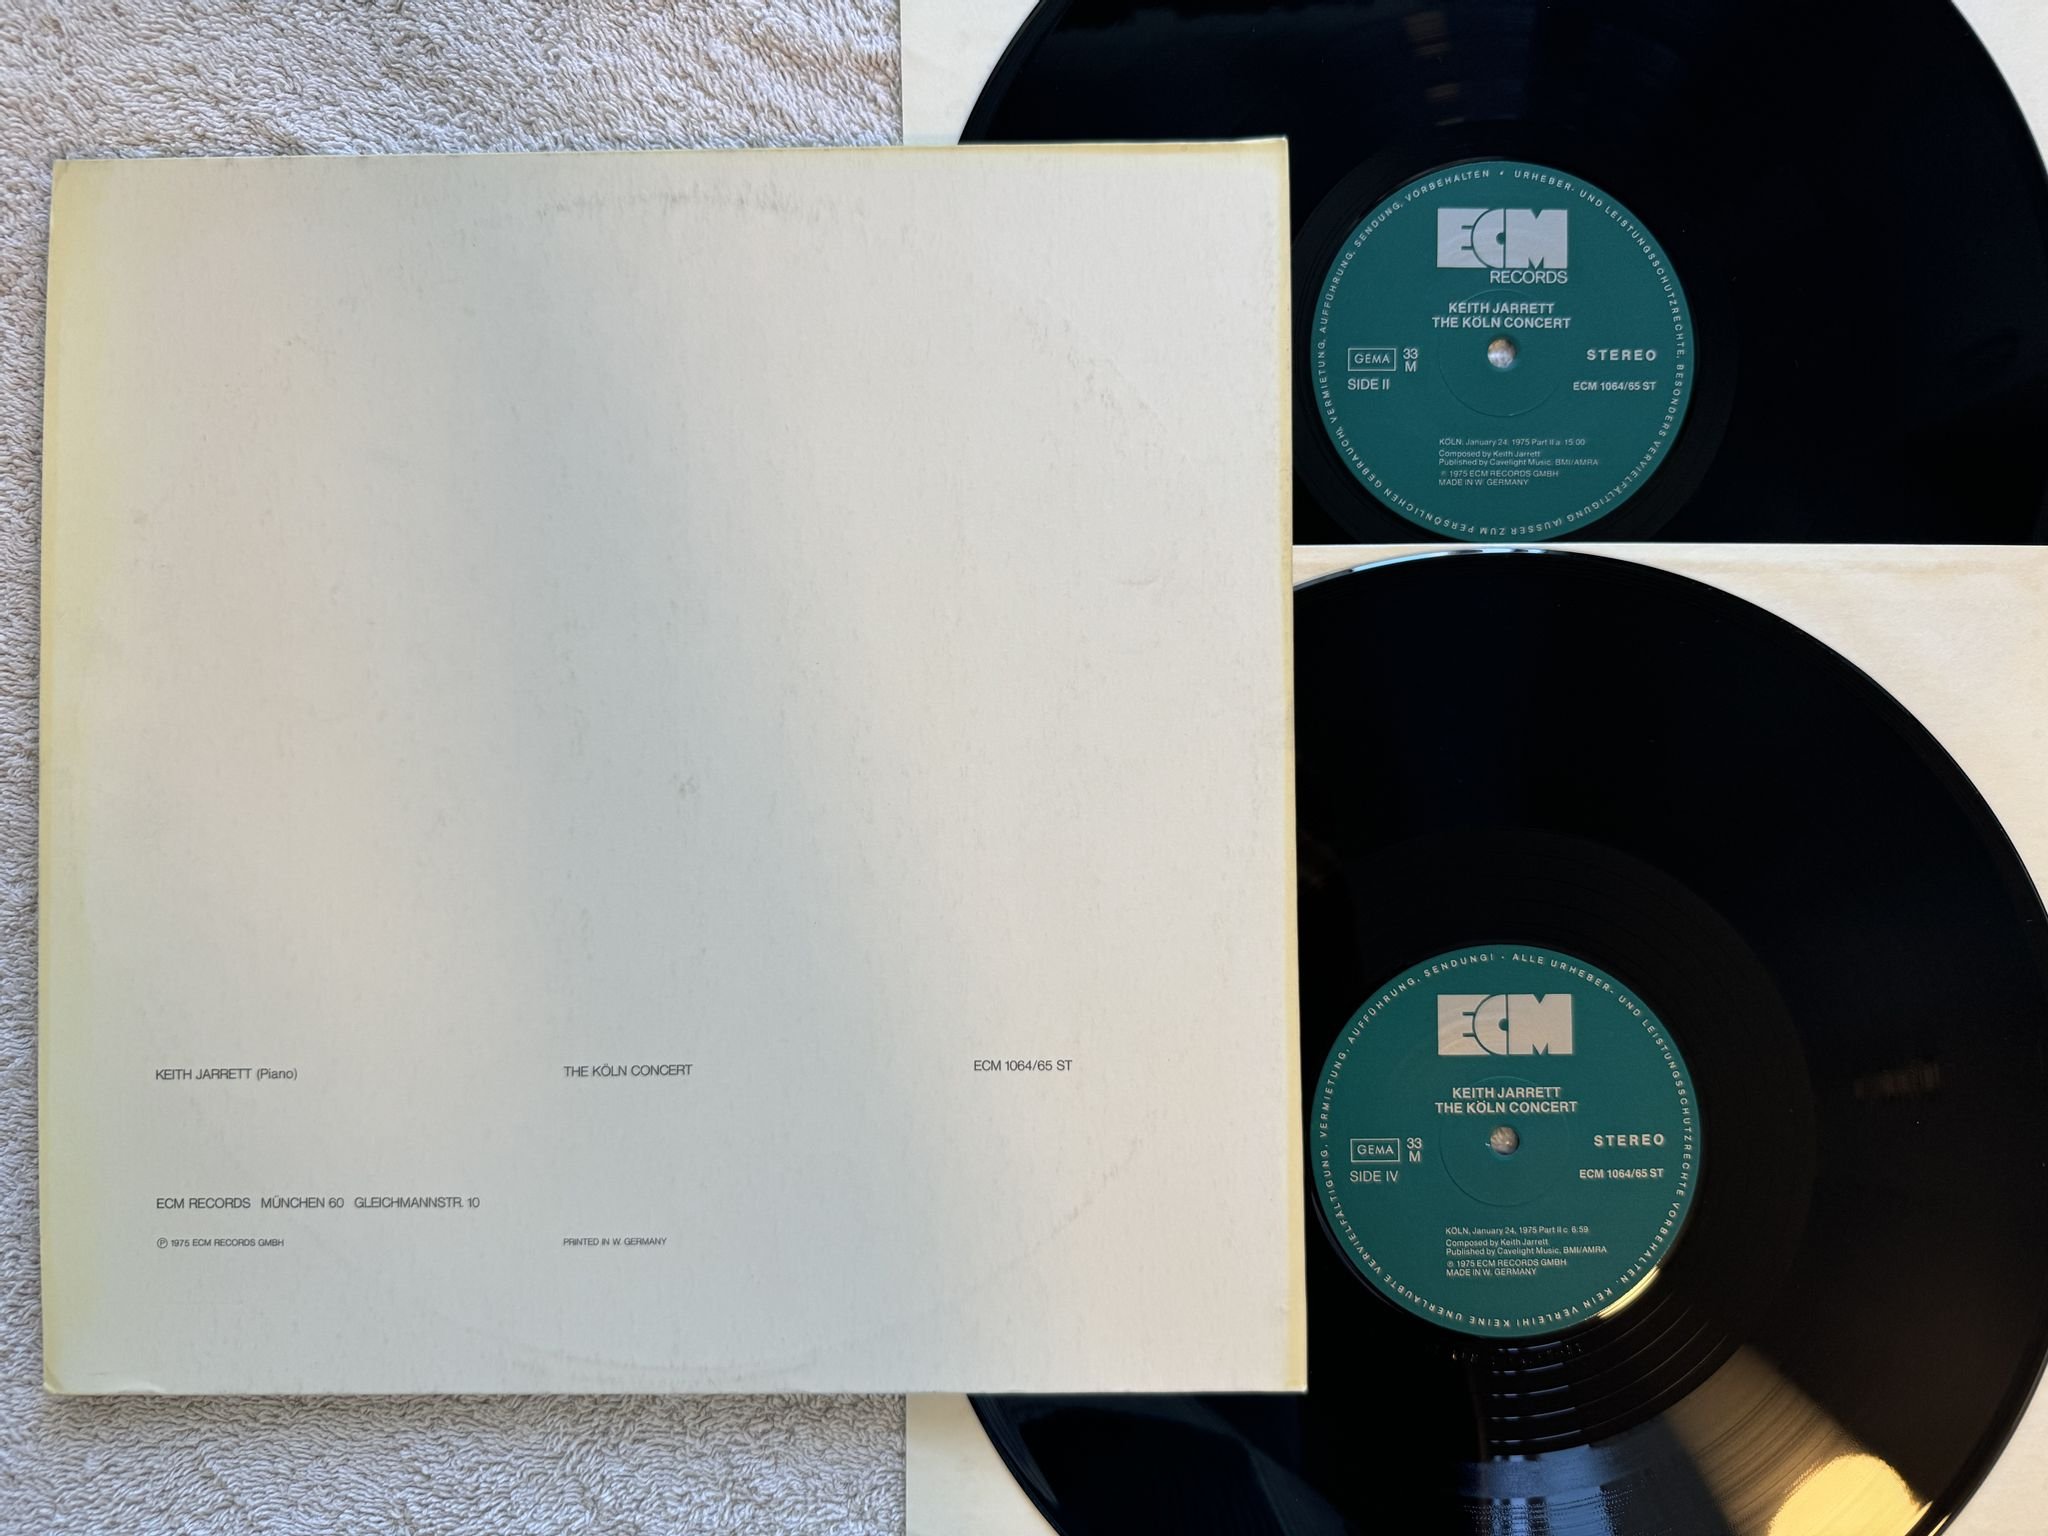 KEITH JARRETT (Piano)
THE KÖLN CONCERT
ECM 1064/65 ST
ECM RECORDS MÜNCHEN 60 GLEICHMANNSTR. 10
℗ 1975 ECM RECORDS GMBH
PRINTED IN W. GERMANY
URHEBER- UND LEISTUNGSSCHUTZRECHTE, BESONDERS VERVIELFÄLTIGUNG (AUSSER ZUM PERSÖNLICHEN GEBRAUCH), VERMIETUNG, AUFFÜHRUNG, SENDUNG, VORBEHALTEN •
ECM
RECORDS
KEITH JARRETT
THE KÖLN CONCERT
GEMA 33 STEREO
M
SIDE II ECM 1064/65 ST
KÖLN, January 24, 1975 Part II a 15:00
Composed by Keith Jarrett
Published by Cavelight Music, BMI/AMRA
℗ 1975 ECM RECORDS GMBH
MADE IN W. GERMANY
ALLE URHEBER- UND LEISTUNGSSCHUTZRECHTE VORBEHALTEN. KEIN VERLEIH! KEINE UNERLAUBTE VERVIELFÄLTIGUNG, VERMIETUNG, AUFFÜHRUNG, SENDUNG! •
ECM
KEITH JARRETT
THE KÖLN CONCERT
GEMA 33 STEREO
M
SIDE IV ECM 1064/65 ST
KÖLN, January 24, 1975 Part II c 6:59
Composed by Keith Jarrett
Published by Cavelight Music, BMI/AMRA
℗ 1975 ECM RECORDS GMBH
MADE IN W. GERMANY